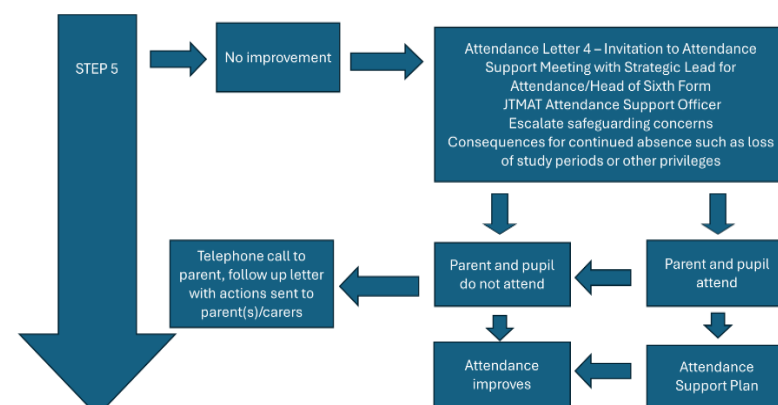 STEP 5
No improvement
Attendance Letter 4 – Invitation to Attendance
Support Meeting with Strategic Lead for
Attendance/Head of Sixth Form
JTMAT Attendance Support Officer
Escalate safeguarding concerns
Consequences for continued absence such as loss
of study periods or other privileges
Telephone call to
parent, follow up letter
with actions sent to
parent(s)/carers
Parent and pupil
do not attend
Parent and pupil
attend
Attendance
improves
Attendance
Support Plan